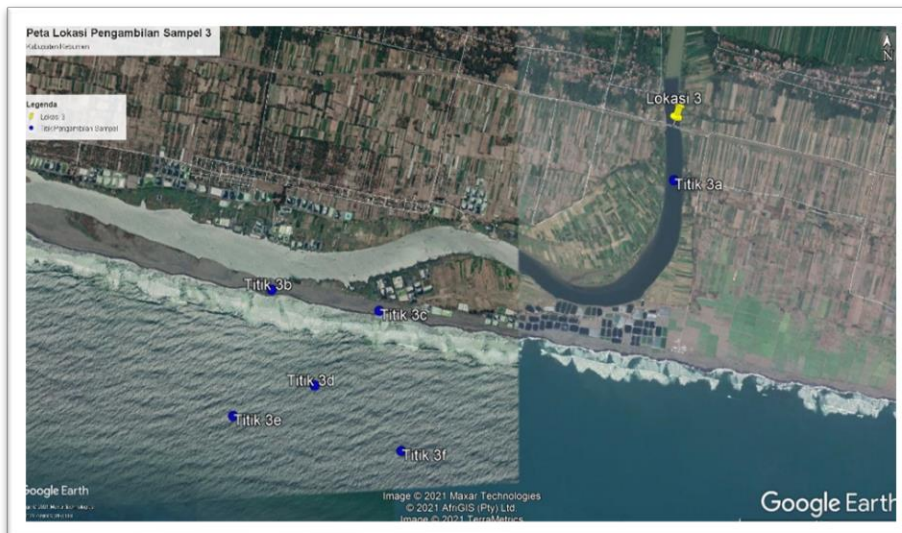 Peta Lokasi Pengambilan Sampel 3
Kabupaten Kebumen
N
Legenda
Lokasi 3
Titik Pengambilan Sampel
Lokasi 3
Titik 3a
Titik 3b
Titik 3c
Titik 3d
Titik 3e
Titik 3f
Google Earth
Image © 2021 Maxar Technologies
© 2021 AfriGIS (Pty) Ltd.
Image © 2021 TerraMetrics
Google Earth